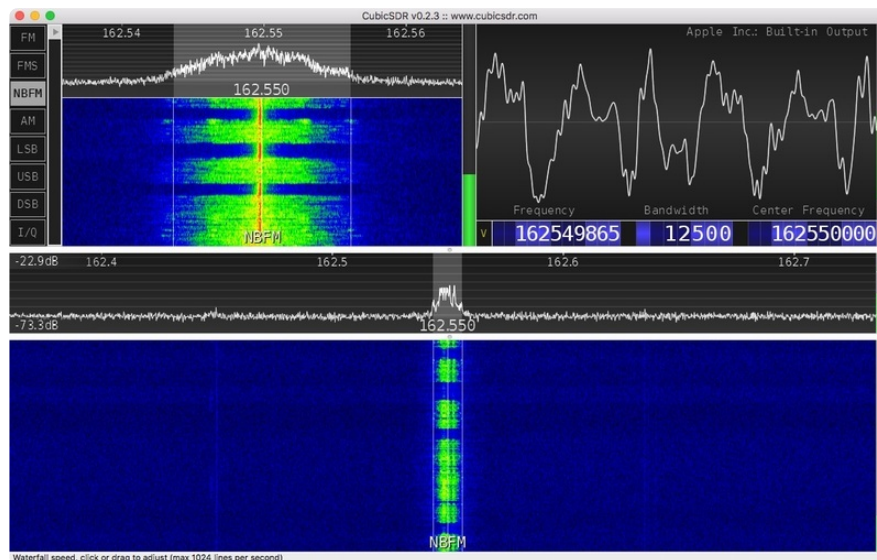 CubicSDR v0.2.3 :: www.cubicsdr.com
FM
FMS
NBFM
AM
LSB
USB
DSB
I/Q
162.54 162.55 162.56
162.550
NBFM
Apple Inc.: Built-in Output
Frequency Bandwidth Center Frequency
V 162549865 12500 162550000
-22.9dB 162.4 162.5 162.6 162.7
-73.3dB 162.550
NBFM
Waterfall speed, click or drag to adjust (max 1024 lines per second)